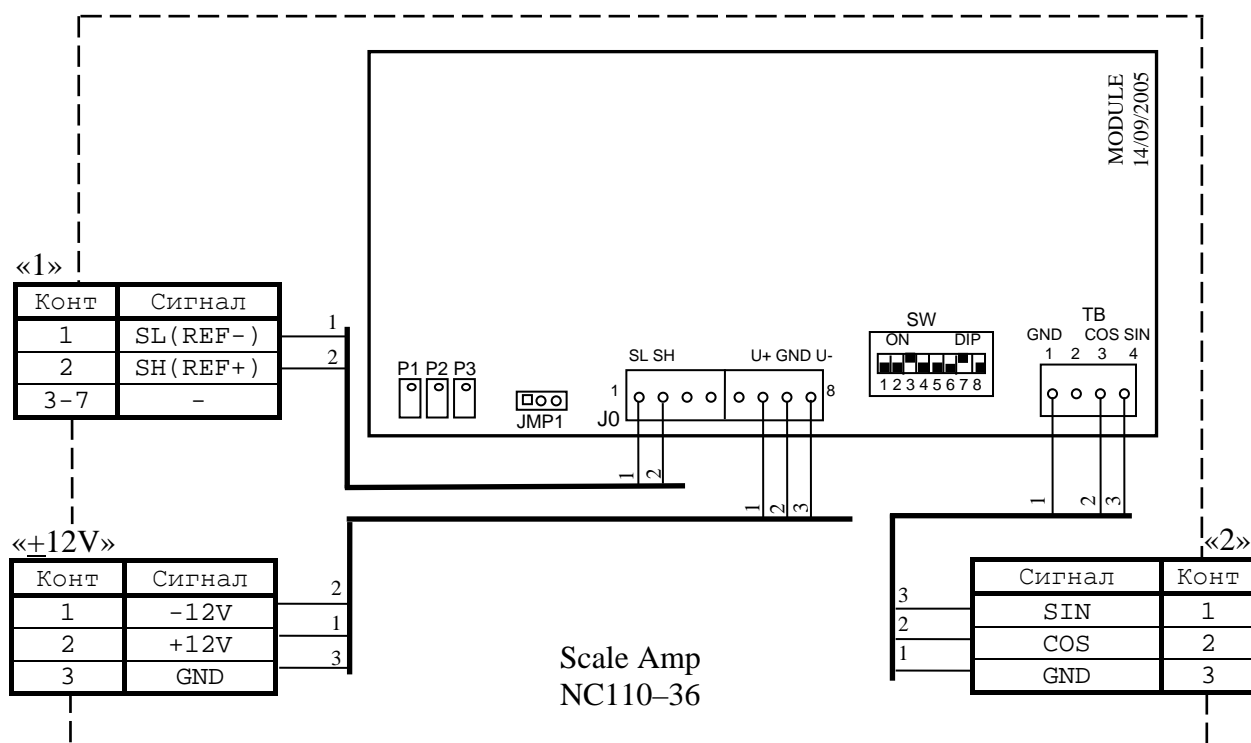 MODULE
14/09/2005
«1»
Конт Сигнал
1 SL(REF-) 1
2 SH(REF+) 2
3-7 -
P1 P2 P3
JMP1
SL SH U+ GND U-
1 8
J0
SW
ON DIP
1 2 3 4 5 6 7 8
TB
GND COS SIN
1 2 3 4
1 2
1 2 3
1 2 3
«±12V»
Конт Сигнал
1 -12V 2
2 +12V 1
3 GND 3
Scale Amp
NC110–36
«2»
Сигнал Конт
3 SIN 1
2 COS 2
1 GND 3